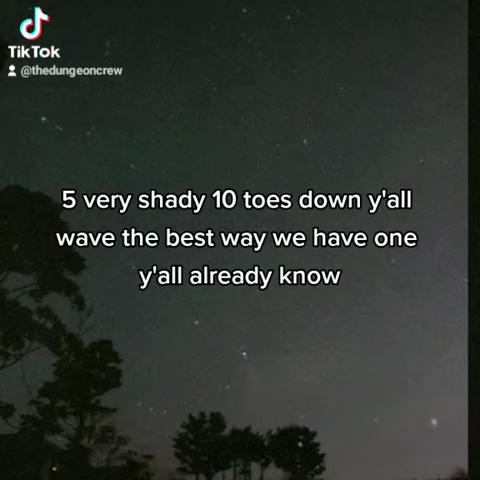 TikTok
@thedungeoncrew
5 very shady 10 toes down y'all
wave the best way we have one
y'all already know